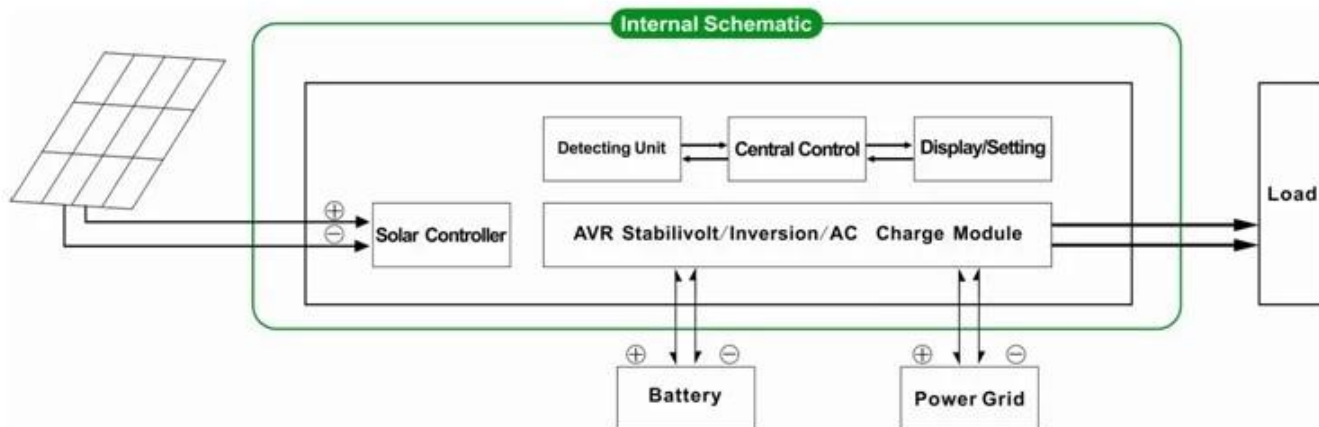 Internal Schematic
Detecting Unit
Central Control
Display/Setting
Load
⊕
⊖
Solar Controller
AVR Stabilivolt/Inversion/AC Charge Module
⊕
⊖
⊕
⊖
Battery
Power Grid